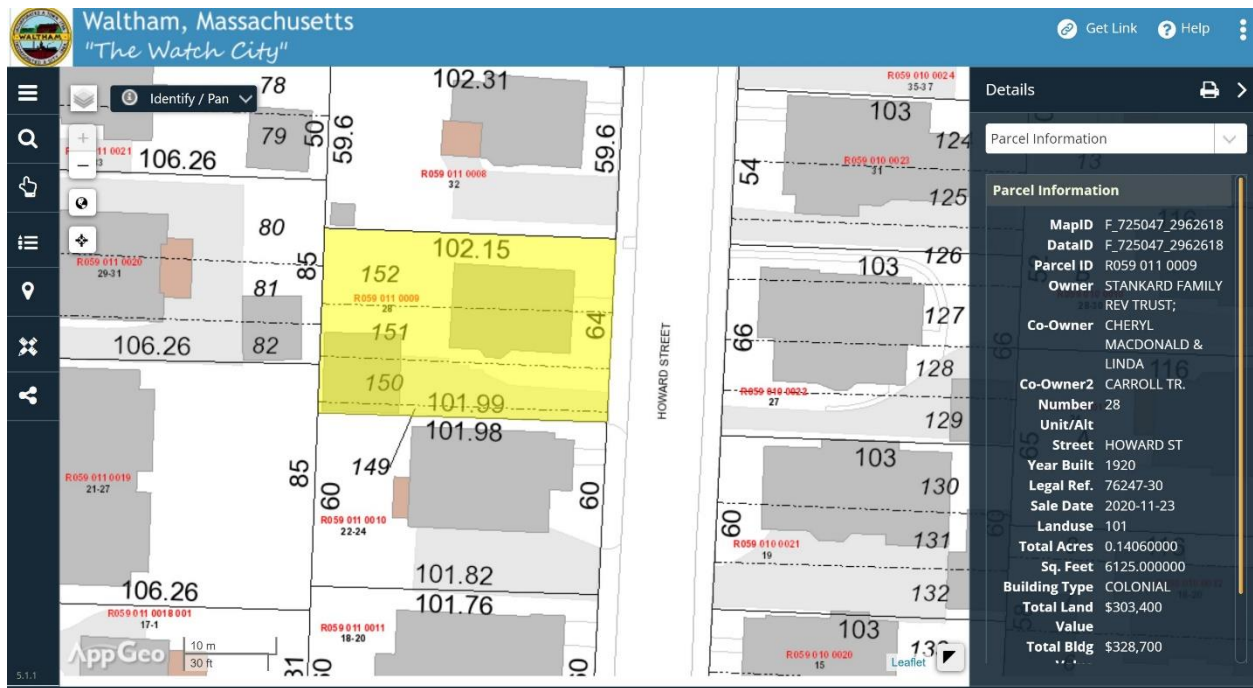 Waltham, Massachusetts
"The Watch City"
WALTHAM
Get Link
Help
Identify / Pan
78
102.31
R059 010 0024
35-37
103
79
50
59.6
59.6
124
106.26
R059 011 0008
32
R059 010 0023
31
54
125
80
102.15
126
R059 011 0020
29-31
85
152
103
R059 011 0009
28
81
127
151
64
66
106.26
82
128
150
R059 010 0022
27
101.99
129
101.98
HOWARD STREET
149
103
85
R059 011 0019
21-27
60
60
130
R059 011 0010
22-24
60
R059 010 0021
19
131
101.82
132
106.26
101.76
R059 011 0018 001
17-1
R059 011 0011
18-20
103
R059 010 0020
15
AppGeo
10 m
30 ft
Leaflet
5.1.1
Details
Parcel Information
Parcel Information
MapID F_725047_2962618
DataID F_725047_2962618
Parcel ID R059 011 0009
Owner STANKARD FAMILY
REV TRUST;
Co-Owner CHERYL
MACDONALD &
LINDA
Co-Owner2 CARROLL TR.
Number 28
Unit/Alt
Street HOWARD ST
Year Built 1920
Legal Ref. 76247-30
Sale Date 2020-11-23
Landuse 101
Total Acres 0.14060000
Sq. Feet 6125.000000
Building Type COLONIAL
Total Land $303,400
Value
Total Bldg $328,700